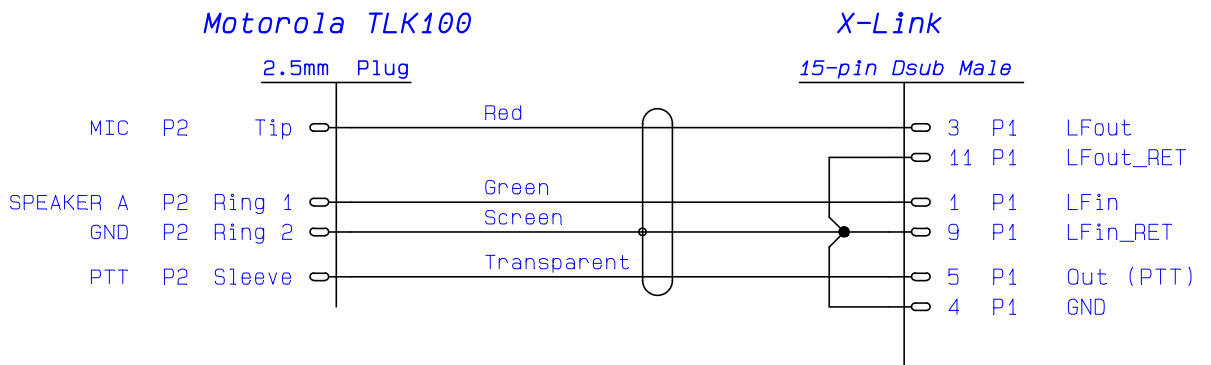 Motorola TLK100 X-Link
2.5mm Plug 15-pin Dsub Male
Red
MIC P2 Tip 3 P1 LFout
11 P1 LFout_RET
Green
SPEAKER A P2 Ring 1 1 P1 LFin
Screen
GND P2 Ring 2 9 P1 LFin_RET
Transparent
PTT P2 Sleeve 5 P1 Out (PTT)
4 P1 GND